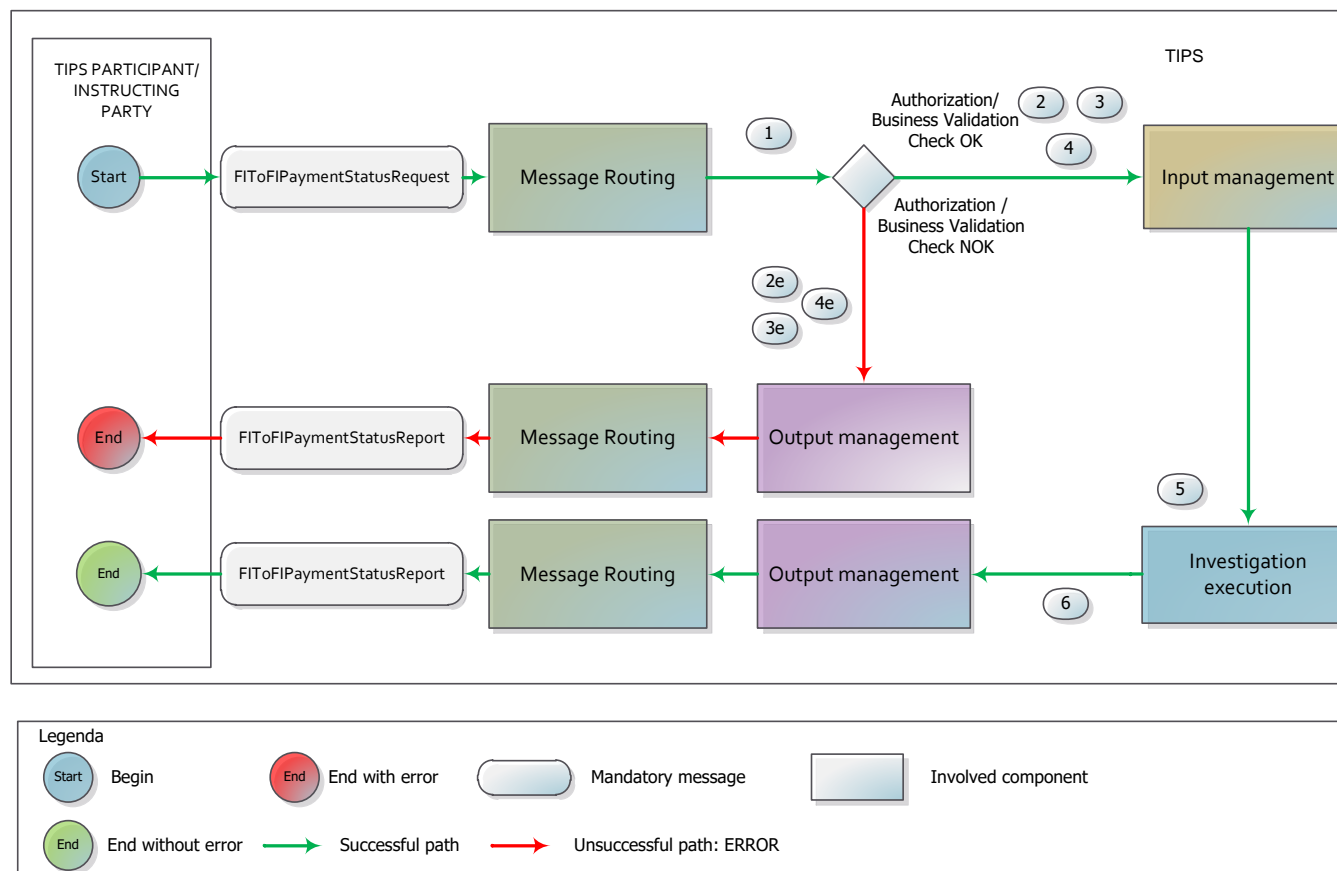 TIPS PARTICIPANT/
INSTRUCTING
PARTY
TIPS
Authorization/
Business Validation
Check OK
2
3
4
1
Start
FIToFIPaymentStatusRequest
Message Routing
Input management
Authorization /
Business Validation
Check NOK
2e
4e
3e
End
FIToFIPaymentStatusReport
Message Routing
Output management
5
End
FIToFIPaymentStatusReport
Message Routing
Output management
6
Investigation
execution
Legenda
Start
Begin
End
End with error
Mandatory message
Involved component
End
End without error
Successful path
Unsuccessful path: ERROR